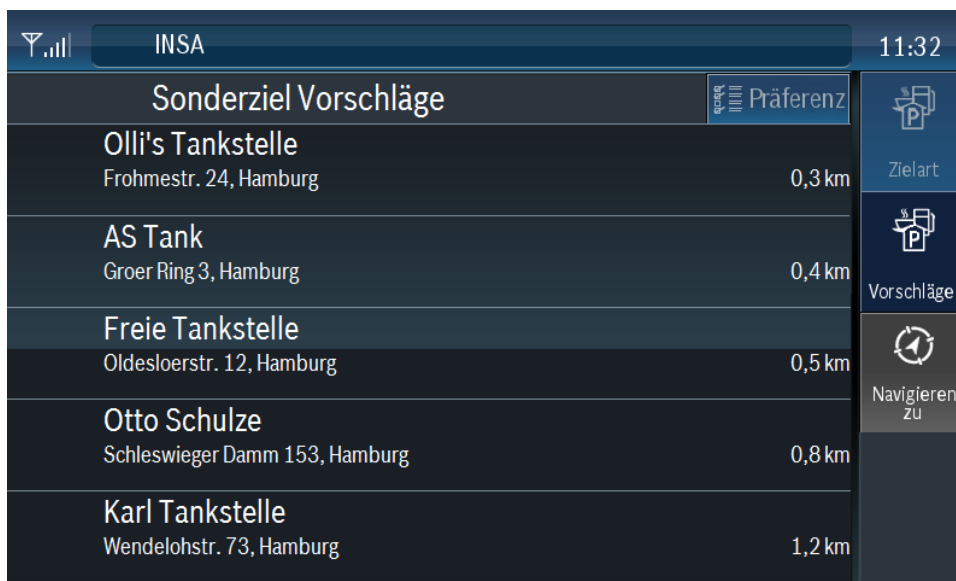 INSA
11:32
Sonderziel Vorschläge
Präferenz
Olli's Tankstelle
Frohmestr. 24, Hamburg
0,3 km
AS Tank
Groer Ring 3, Hamburg
0,4 km
Freie Tankstelle
Oldesloerstr. 12, Hamburg
0,5 km
Otto Schulze
Schleswieger Damm 153, Hamburg
0,8 km
Karl Tankstelle
Wendelohstr. 73, Hamburg
1,2 km
P
Zielart
P
Vorschläge
Navigieren
zu